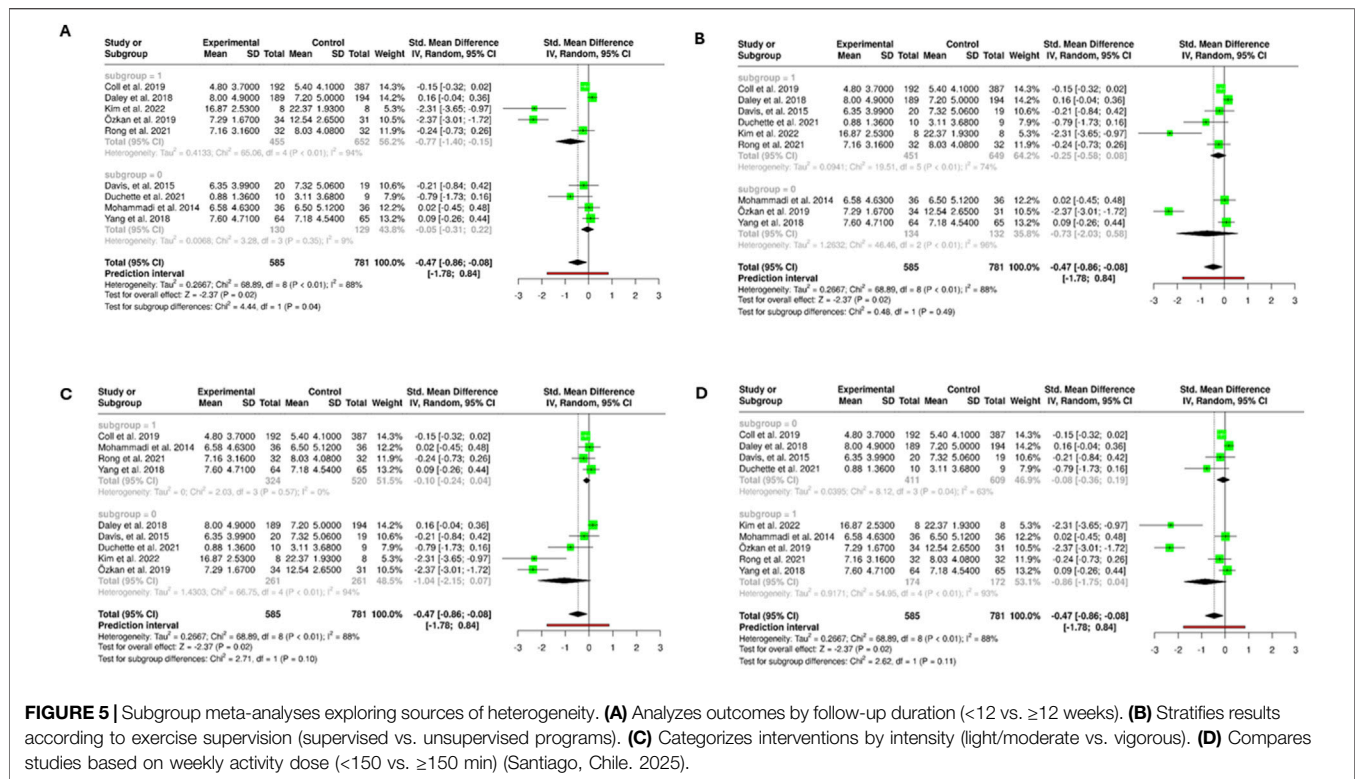 A
Study or Experimental Control Std. Mean Difference Std. Mean Difference
Subgroup Mean SD Total Mean SD Total Weight IV, Random, 95% CI IV, Random, 95% CI
subgroup = 1
Coll et al. 2019 4.80 3.7000 192 5.40 4.1000 387 14.3% -0.15 [-0.32; 0.02]
Daley et al. 2018 8.00 4.9000 189 7.20 5.0000 194 14.2% 0.16 [-0.04; 0.36]
Kim et al. 2022 16.87 2.5300 8 22.37 1.9300 8 5.3% -2.31 [-3.65; -0.97]
Özkan et al. 2019 7.29 1.6700 34 12.54 2.6500 31 10.7% -2.37 [-3.01; -1.72]
Rong et al. 2021 7.16 3.1600 32 8.03 4.0800 32 11.7% -0.24 [-0.73; 0.26]
Total (95% CI) 455 652 56.2% -0.77 [-1.40; -0.15]
Heterogeneity: Tau² = 0.4133; Chi² = 65.06, df = 4 (P < 0.01); I² = 94%
subgroup = 0
Davis, et al. 2015 6.35 3.9900 20 7.32 5.0600 19 10.6% -0.21 [-0.84; 0.42]
Duchette et al. 2021 0.88 1.3600 10 3.11 3.6800 9 7.9% -0.79 [-1.73; 0.16]
Mohammadi et al. 2014 6.58 4.6300 36 6.50 5.1200 36 12.2% 0.02 [-0.45; 0.48]
Yang et al. 2018 7.60 4.7100 64 7.18 4.5400 65 13.2% 0.09 [-0.26; 0.44]
Total (95% CI) 130 129 43.8% -0.05 [-0.31; 0.22]
Heterogeneity: Tau² = 0.0068; Chi² = 3.28, df = 3 (P = 0.35); I² = 9%
Total (95% CI) 585 781 100.0% -0.47 [-0.86; -0.08]
Prediction interval [-1.78; 0.84]
Heterogeneity: Tau² = 0.2667; Chi² = 68.89, df = 8 (P < 0.01); I² = 88%
Test for overall effect: Z = -2.37 (P = 0.02)
Test for subgroup differences: Chi² = 4.44, df = 1 (P = 0.04)
-3 -2 -1 0 1 2 3
B
Study or Experimental Control Std. Mean Difference Std. Mean Difference
Subgroup Mean SD Total Mean SD Total Weight IV, Random, 95% CI IV, Random, 95% CI
subgroup = 1
Coll et al. 2019 4.80 3.7000 192 5.40 4.1000 387 14.3% -0.15 [-0.32; 0.02]
Daley et al. 2018 8.00 4.9000 189 7.20 5.0000 194 14.2% 0.16 [-0.04; 0.36]
Davis, et al. 2015 6.35 3.9900 20 7.32 5.0600 19 10.6% -0.21 [-0.84; 0.42]
Duchette et al. 2021 0.88 1.3600 10 3.11 3.6800 9 7.9% -0.79 [-1.73; 0.16]
Kim et al. 2022 16.87 2.5300 8 22.37 1.9300 8 5.3% -2.31 [-3.65; -0.97]
Rong et al. 2021 7.16 3.1600 32 8.03 4.0800 32 11.7% -0.24 [-0.73; 0.26]
Total (95% CI) 451 649 64.2% -0.25 [-0.58; 0.08]
Heterogeneity: Tau² = 0.0941; Chi² = 19.51, df = 5 (P < 0.01); I² = 74%
subgroup = 0
Mohammadi et al. 2014 6.58 4.6300 36 6.50 5.1200 36 12.2% 0.02 [-0.45; 0.48]
Özkan et al. 2019 7.29 1.6700 34 12.54 2.6500 31 10.7% -2.37 [-3.01; -1.72]
Yang et al. 2018 7.60 4.7100 64 7.18 4.5400 65 13.2% 0.09 [-0.26; 0.44]
Total (95% CI) 134 132 35.8% -0.73 [-2.03; 0.58]
Heterogeneity: Tau² = 1.2632; Chi² = 46.46, df = 2 (P < 0.01); I² = 96%
Total (95% CI) 585 781 100.0% -0.47 [-0.86; -0.08]
Prediction interval [-1.78; 0.84]
Heterogeneity: Tau² = 0.2667; Chi² = 68.89, df = 8 (P < 0.01); I² = 88%
Test for overall effect: Z = -2.37 (P = 0.02)
Test for subgroup differences: Chi² = 0.48, df = 1 (P = 0.49)
-3 -2 -1 0 1 2 3
C
Study or Experimental Control Std. Mean Difference Std. Mean Difference
Subgroup Mean SD Total Mean SD Total Weight IV, Random, 95% CI IV, Random, 95% CI
subgroup = 1
Coll et al. 2019 4.80 3.7000 192 5.40 4.1000 387 14.3% -0.15 [-0.32; 0.02]
Mohammadi et al. 2014 6.58 4.6300 36 6.50 5.1200 36 12.2% 0.02 [-0.45; 0.48]
Rong et al. 2021 7.16 3.1600 32 8.03 4.0800 32 11.7% -0.24 [-0.73; 0.26]
Yang et al. 2018 7.60 4.7100 64 7.18 4.5400 65 13.2% 0.09 [-0.26; 0.44]
Total (95% CI) 324 520 51.5% -0.10 [-0.24; 0.04]
Heterogeneity: Tau² = 0; Chi² = 2.03, df = 3 (P = 0.57); I² = 0%
subgroup = 0
Daley et al. 2018 8.00 4.9000 189 7.20 5.0000 194 14.2% 0.16 [-0.04; 0.36]
Davis, et al. 2015 6.35 3.9900 20 7.32 5.0600 19 10.6% -0.21 [-0.84; 0.42]
Duchette et al. 2021 0.88 1.3600 10 3.11 3.6800 9 7.9% -0.79 [-1.73; 0.16]
Kim et al. 2022 16.87 2.5300 8 22.37 1.9300 8 5.3% -2.31 [-3.65; -0.97]
Özkan et al. 2019 7.29 1.6700 34 12.54 2.6500 31 10.7% -2.37 [-3.01; -1.72]
Total (95% CI) 261 261 48.5% -1.04 [-2.15; 0.07]
Heterogeneity: Tau² = 1.4303; Chi² = 66.75, df = 4 (P < 0.01); I² = 94%
Total (95% CI) 585 781 100.0% -0.47 [-0.86; -0.08]
Prediction interval [-1.78; 0.84]
Heterogeneity: Tau² = 0.2667; Chi² = 68.89, df = 8 (P < 0.01); I² = 88%
Test for overall effect: Z = -2.37 (P = 0.02)
Test for subgroup differences: Chi² = 2.71, df = 1 (P = 0.10)
-3 -2 -1 0 1 2 3
D
Study or Experimental Control Std. Mean Difference Std. Mean Difference
Subgroup Mean SD Total Mean SD Total Weight IV, Random, 95% CI IV, Random, 95% CI
subgroup = 0
Coll et al. 2019 4.80 3.7000 192 5.40 4.1000 387 14.3% -0.15 [-0.32; 0.02]
Daley et al. 2018 8.00 4.9000 189 7.20 5.0000 194 14.2% 0.16 [-0.04; 0.36]
Davis, et al. 2015 6.35 3.9900 20 7.32 5.0600 19 10.6% -0.21 [-0.84; 0.42]
Duchette et al. 2021 0.88 1.3600 10 3.11 3.6800 9 7.9% -0.79 [-1.73; 0.16]
Total (95% CI) 411 609 46.9% -0.08 [-0.36; 0.19]
Heterogeneity: Tau² = 0.0395; Chi² = 8.12, df = 3 (P = 0.04); I² = 63%
subgroup = 1
Kim et al. 2022 16.87 2.5300 8 22.37 1.9300 8 5.3% -2.31 [-3.65; -0.97]
Mohammadi et al. 2014 6.58 4.6300 36 6.50 5.1200 36 12.2% 0.02 [-0.45; 0.48]
Özkan et al. 2019 7.29 1.6700 34 12.54 2.6500 31 10.7% -2.37 [-3.01; -1.72]
Rong et al. 2021 7.16 3.1600 32 8.03 4.0800 32 11.7% -0.24 [-0.73; 0.26]
Yang et al. 2018 7.60 4.7100 64 7.18 4.5400 65 13.2% 0.09 [-0.26; 0.44]
Total (95% CI) 174 172 53.1% -0.86 [-1.75; 0.04]
Heterogeneity: Tau² = 0.9171; Chi² = 54.95, df = 4 (P < 0.01); I² = 93%
Total (95% CI) 585 781 100.0% -0.47 [-0.86; -0.08]
Prediction interval [-1.78; 0.84]
Heterogeneity: Tau² = 0.2667; Chi² = 68.89, df = 8 (P < 0.01); I² = 88%
Test for overall effect: Z = -2.37 (P = 0.02)
Test for subgroup differences: Chi² = 2.62, df = 1 (P = 0.11)
-3 -2 -1 0 1 2 3
FIGURE 5 | Subgroup meta-analyses exploring sources of heterogeneity. (A) Analyzes outcomes by follow-up duration (<12 vs. ≥12 weeks). (B) Stratifies results
according to exercise supervision (supervised vs. unsupervised programs). (C) Categorizes interventions by intensity (light/moderate vs. vigorous). (D) Compares
studies based on weekly activity dose (<150 vs. ≥150 min) (Santiago, Chile. 2025).